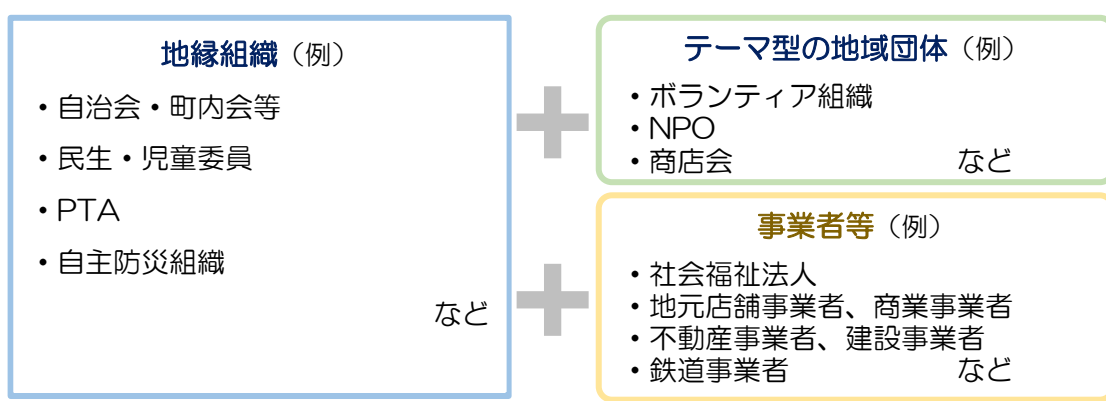 地縁組織（例）
・自治会・町内会等
・民生・児童委員
・PTA
・自主防災組織
など
テーマ型の地域団体（例）
・ボランティア組織
・NPO
・商店会 など
事業者等（例）
・社会福祉法人
・地元店舗事業者、商業事業者
・不動産事業者、建設事業者
・鉄道事業者 など